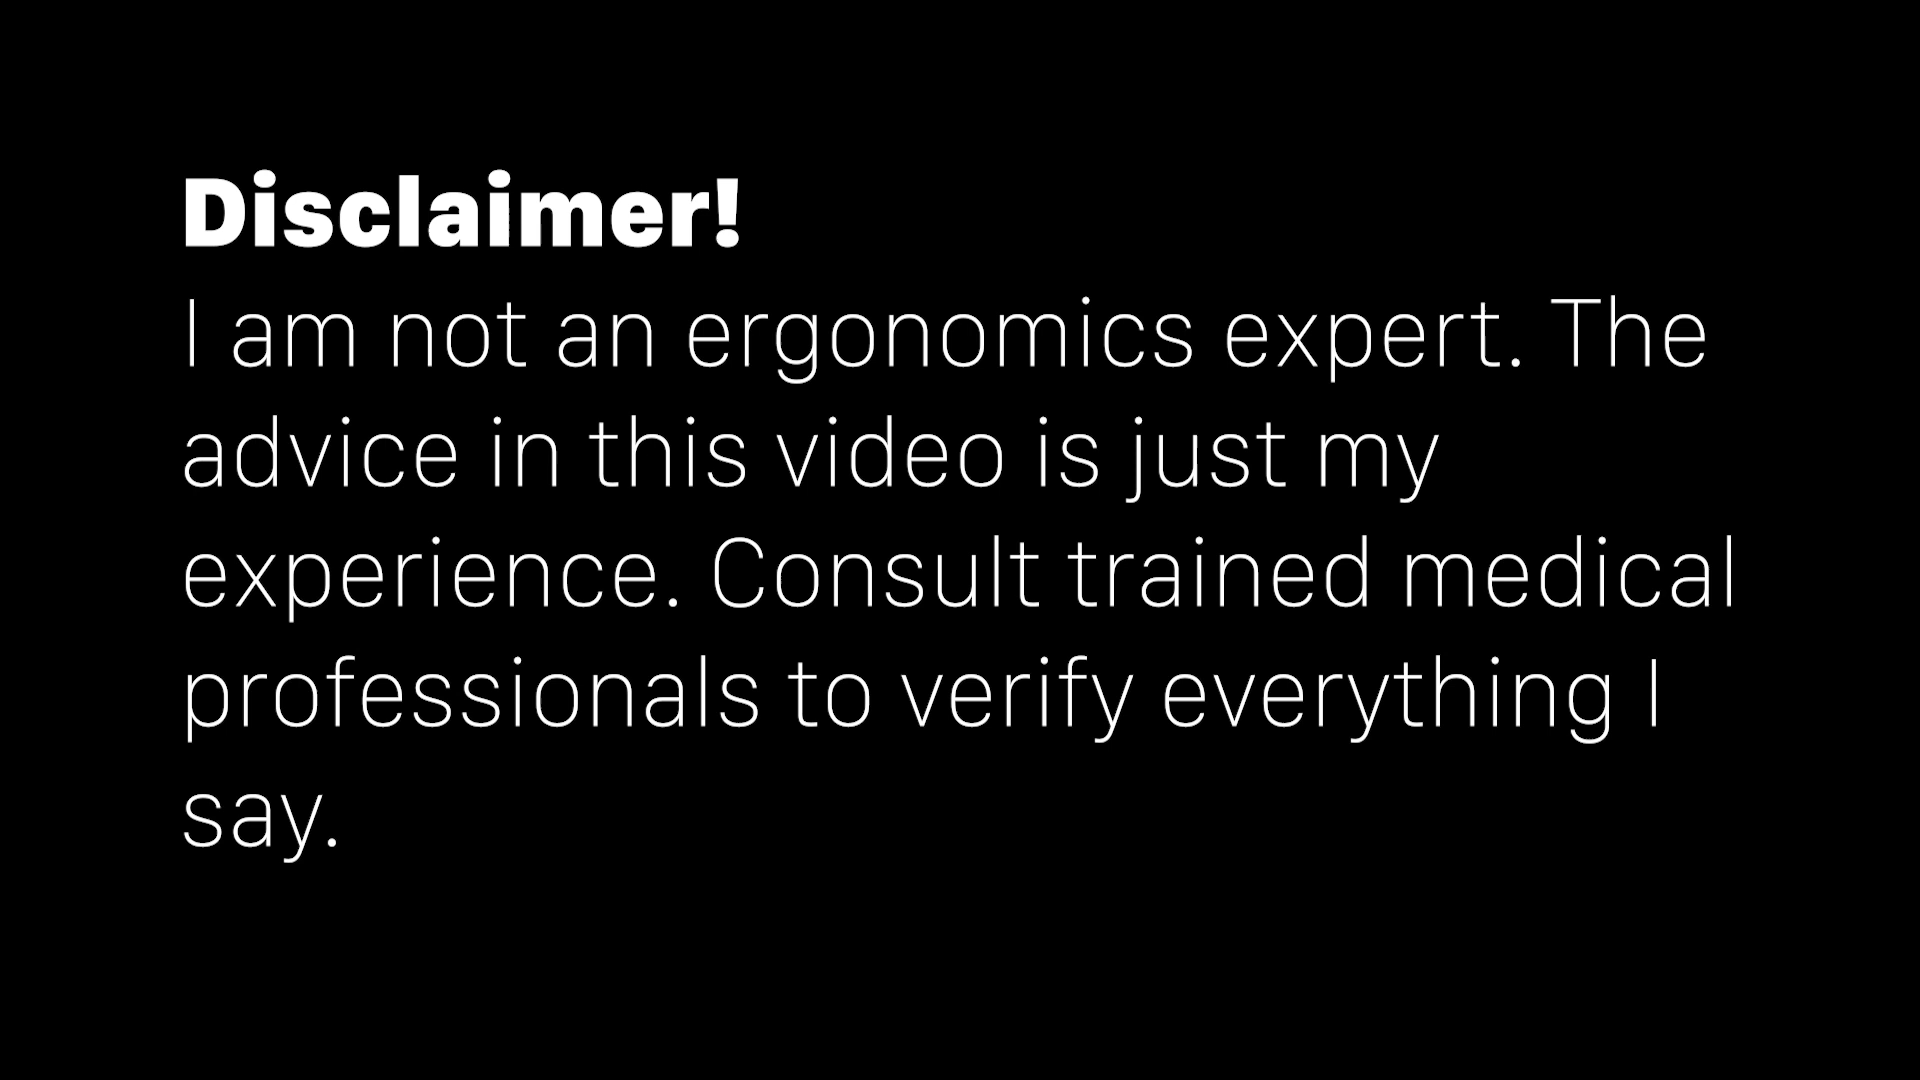 Disclaimer!
I am not an ergonomics expert. The
advice in this video is just my
experience. Consult trained medical
professionals to verify everything I
say.